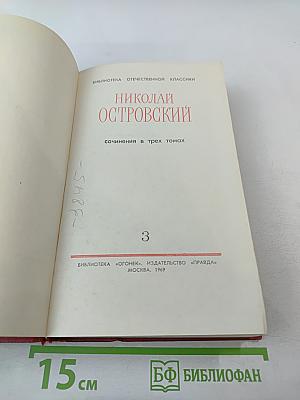 БИБЛИОТЕКА ОТЕЧЕСТВЕННОЙ КЛАССИКИ
НИКОЛАЙ
ОСТРОВСКИЙ
сочинения в трех томах
3
БИБЛИОТЕКА «ОГОНЕК». ИЗДАТЕЛЬСТВО «ПРАВДА»
МОСКВА, 1969
15 см
БФ БИБЛИОФАН